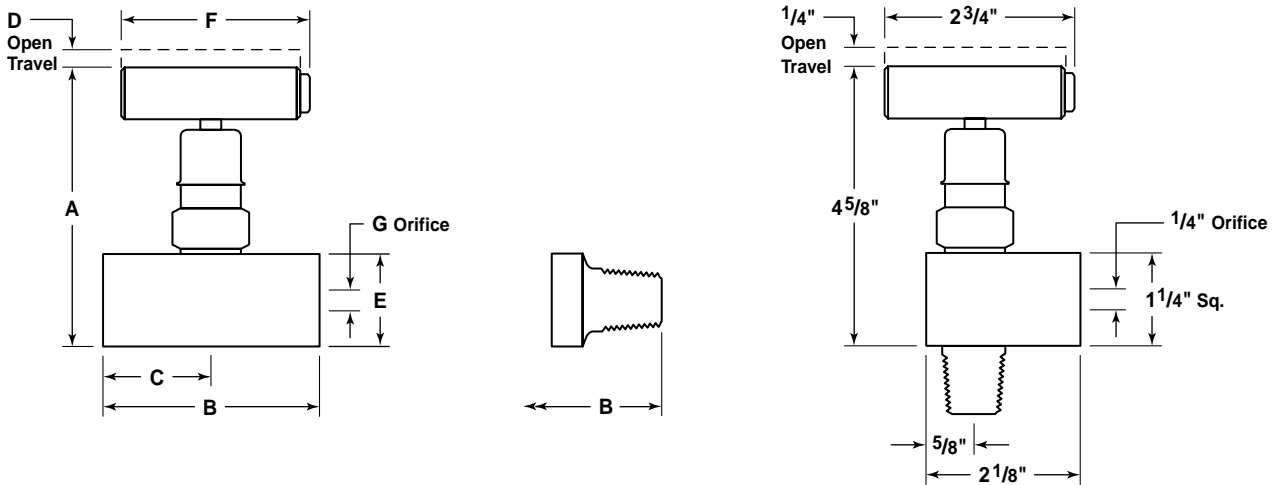 D
Open
Travel
F
A
G Orifice
E
C
B
B
1/4"
Open
Travel
2 3/4"
4 5/8"
1/4" Orifice
1 1/4" Sq.
5/8"
2 1/8"